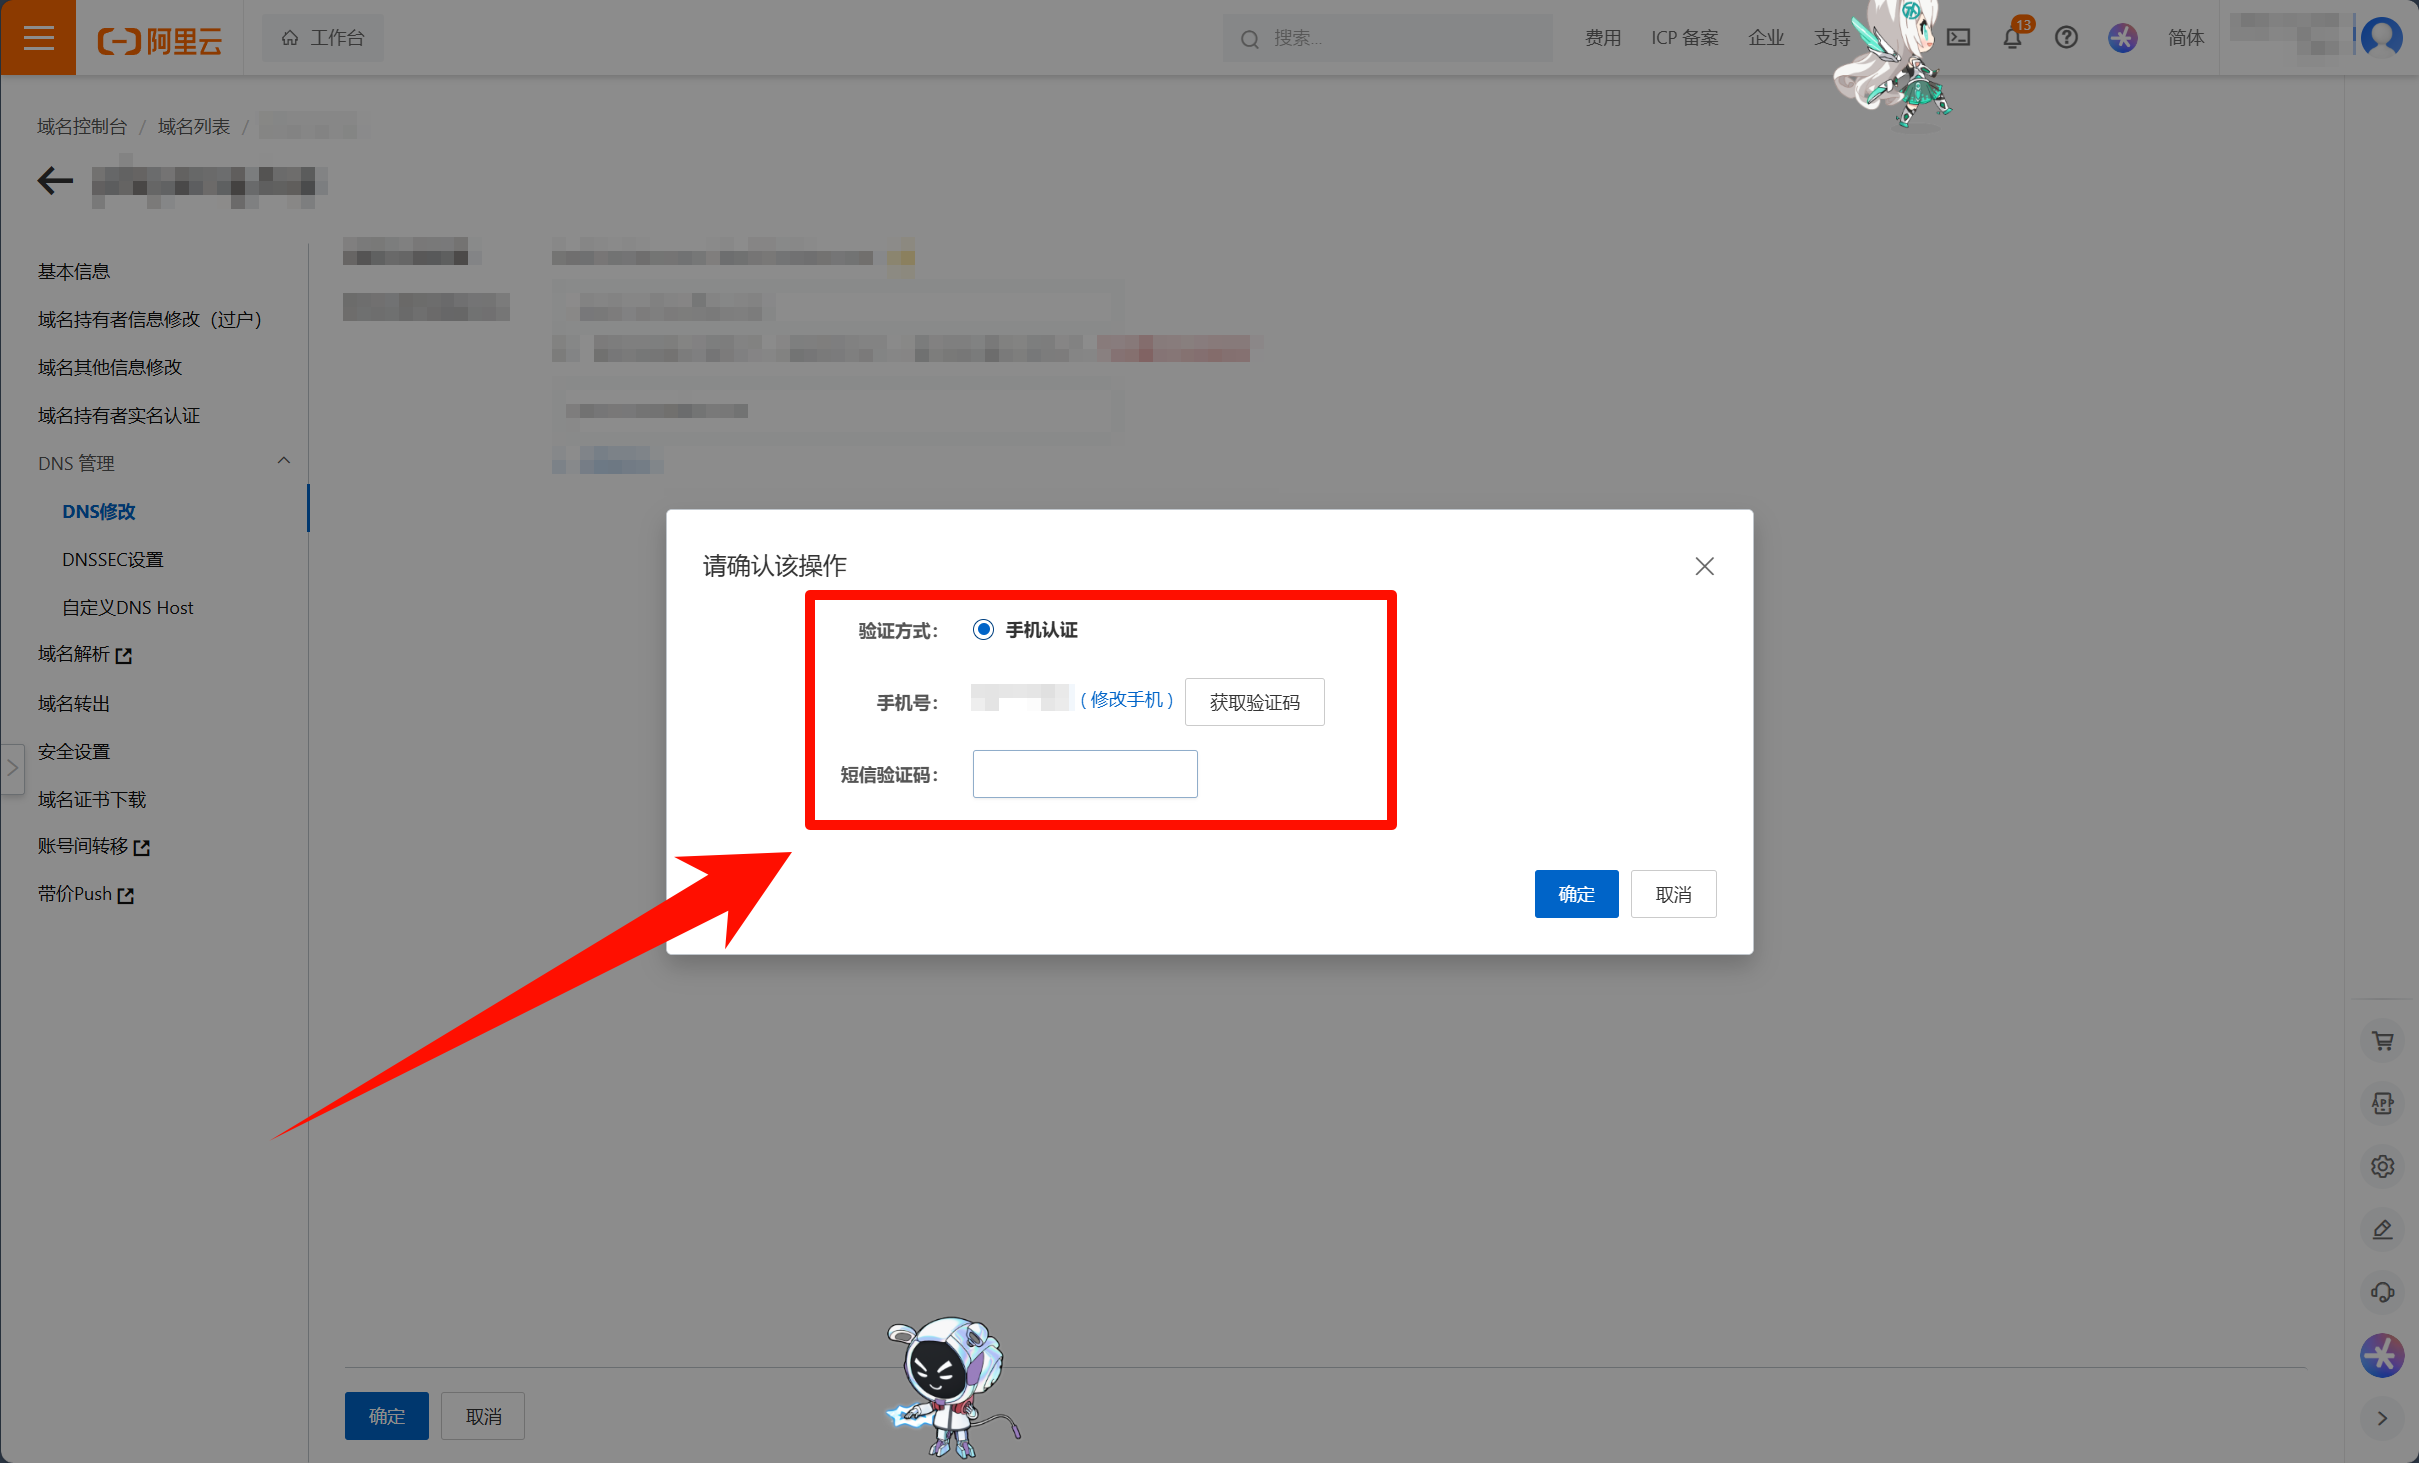 阿里云
工作台
搜索...
费用
ICP 备案
企业
支持
13
简体
域名控制台 / 域名列表 /
基本信息
域名持有者信息修改（过户）
域名其他信息修改
域名持有者实名认证
DNS 管理
DNS修改
DNSSEC设置
自定义DNS Host
域名解析
域名转出
安全设置
域名证书下载
账号间转移
带价Push
请确认该操作
验证方式：
手机认证
手机号：
（修改手机）
获取验证码
短信验证码：
确定
取消
APP
确定
取消